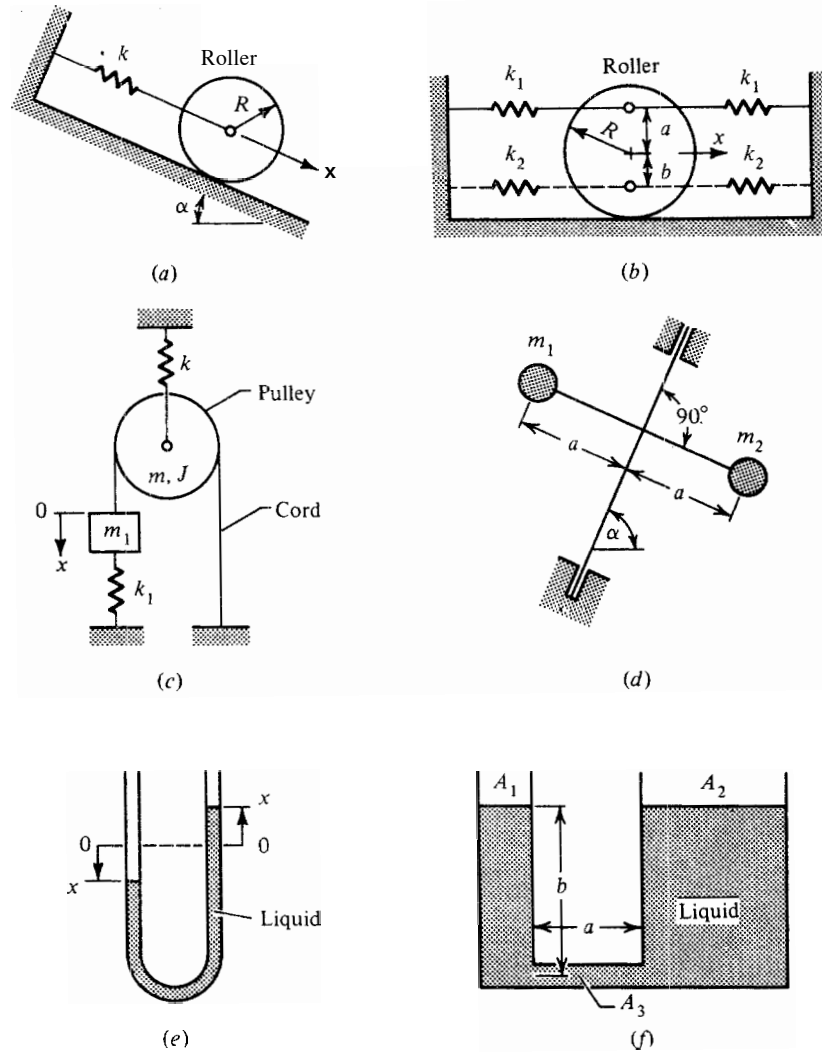 k
Roller
R
x
α
(a)
Roller
k1
k1
R
a
x
k2
b
k2
(b)
k
Pulley
m, J
0
m1
Cord
x
k1
(c)
m1
90°
m2
a
a
α
(d)
x
0
0
x
Liquid
(e)
A1
A2
b
a
Liquid
A3
(f)